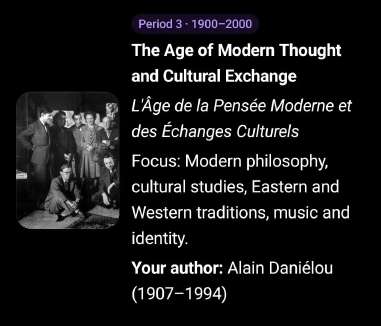 Period 3 · 1900–2000
The Age of Modern Thought
and Cultural Exchange
L'Âge de la Pensée Moderne et
des Échanges Culturels
Focus: Modern philosophy,
cultural studies, Eastern and
Western traditions, music and
identity.
Your author: Alain Daniélou
(1907–1994)